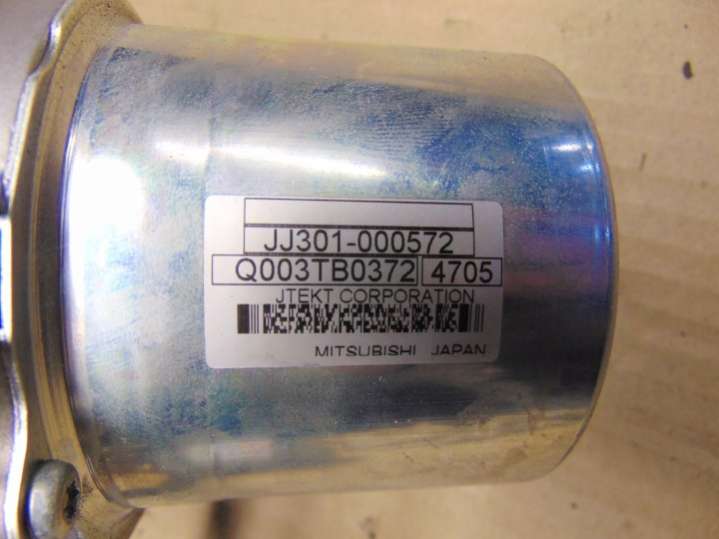 JJ301-000572
Q003TB0372 4705
JTEKT CORPORATION
MITSUBISHI JAPAN